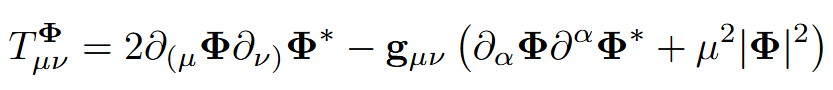 $T^{\mathbf{\Phi}}_{\mu\nu} = 2\partial_{(\mu}\mathbf{\Phi}\partial_{\nu)}\mathbf{\Phi}^{*} - \mathbf{g}_{\mu\nu}\left(\partial_{\alpha}\mathbf{\Phi}\partial^{\alpha}\mathbf{\Phi}^{*} + \mu^{2}|\mathbf{\Phi}|^{2}\right)$